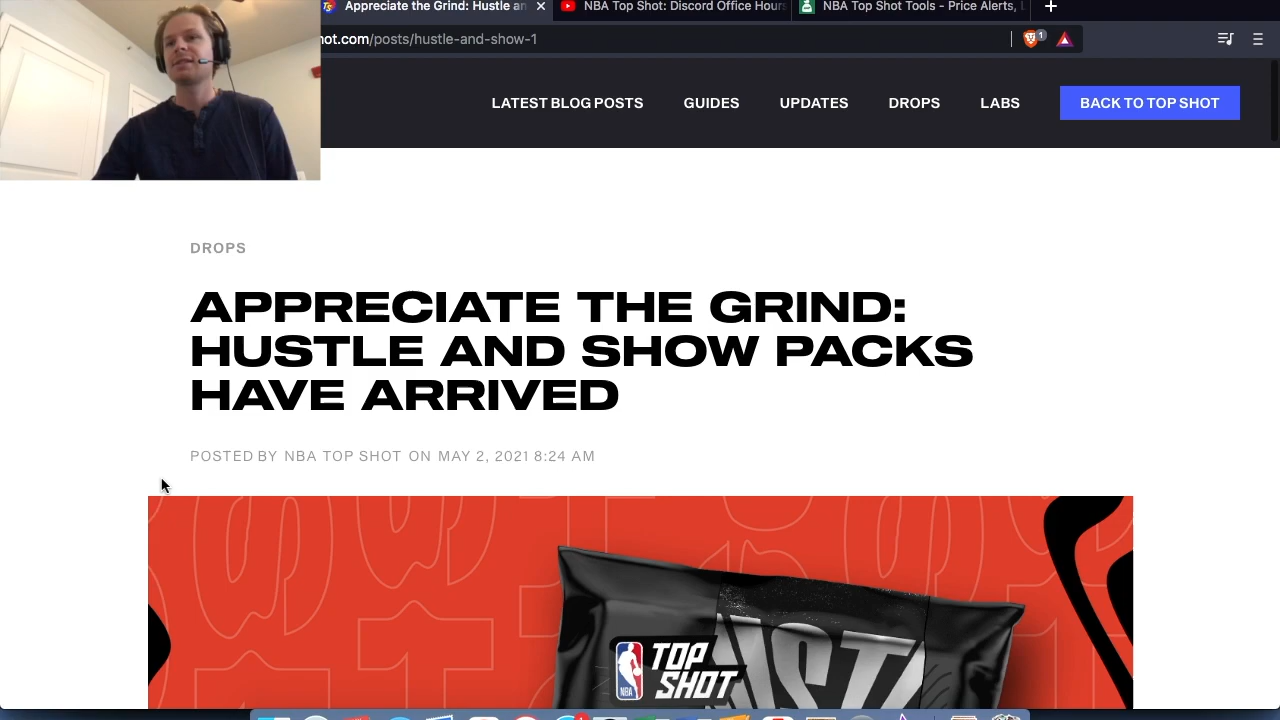 Appreciate the Grind: Hustle an
NBA Top Shot: Discord Office Hours
NBA Top Shot Tools - Price Alerts, L
hot.com/posts/hustle-and-show-1
1
LATEST BLOG POSTS
GUIDES
UPDATES
DROPS
LABS
BACK TO TOP SHOT
DROPS
APPRECIATE THE GRIND:
HUSTLE AND SHOW PACKS
HAVE ARRIVED
POSTED BY NBA TOP SHOT ON MAY 2, 2021 8:24 AM
TOP
SHOT
NBA